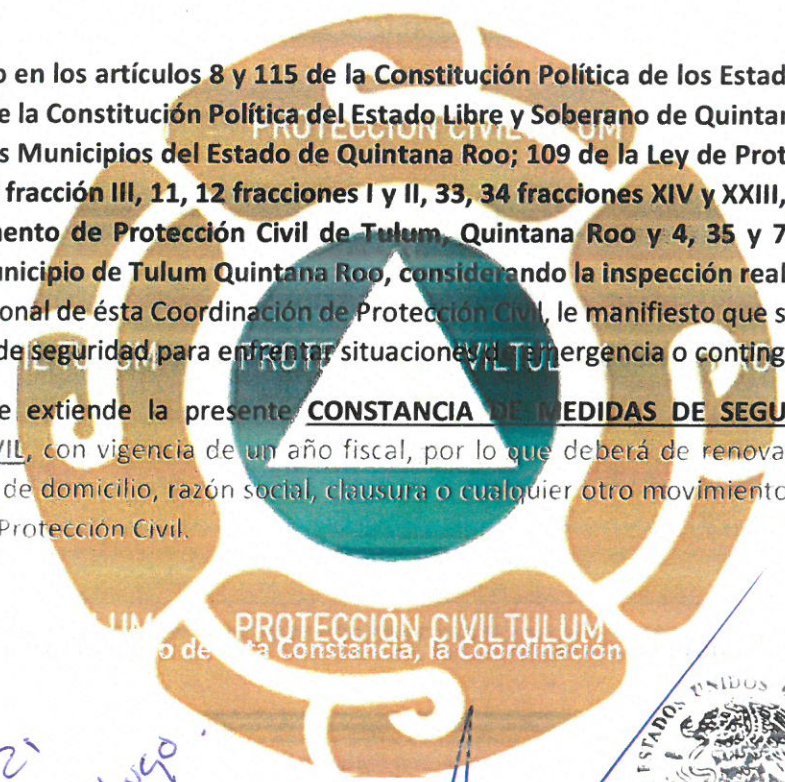 o en los artículos 8 y 115 de la Constitución Política de los Estad
e la Constitución Política del Estado Libre y Soberano de Quintan
PROTECCIÓN CIVILTULUM
s Municipios del Estado de Quintana Roo; 109 de la Ley de Prot
fracción III, 11, 12 fracciones I y II, 33, 34 fracciones XIV y XXIII,
mento de Protección Civil de Tulum, Quintana Roo y 4, 35 y 7
unicipio de Tulum Quintana Roo, considerando la inspección real
onal de ésta Coordinación de Protección Civil, le manifiesto que s
de seguridad para enfrentar situaciones de emergencia o conting
e extiende la presente CONSTANCIA DE MEDIDAS DE SEGU
VIL, con vigencia de un año fiscal, por lo que deberá de renova
de domicilio, razón social, clausura o cualquier otro movimiento
Protección Civil.
PROTECCIÓN CIVILTULUM
o de esta Constancia, la Coordinación
ESTADOS UNIDOS